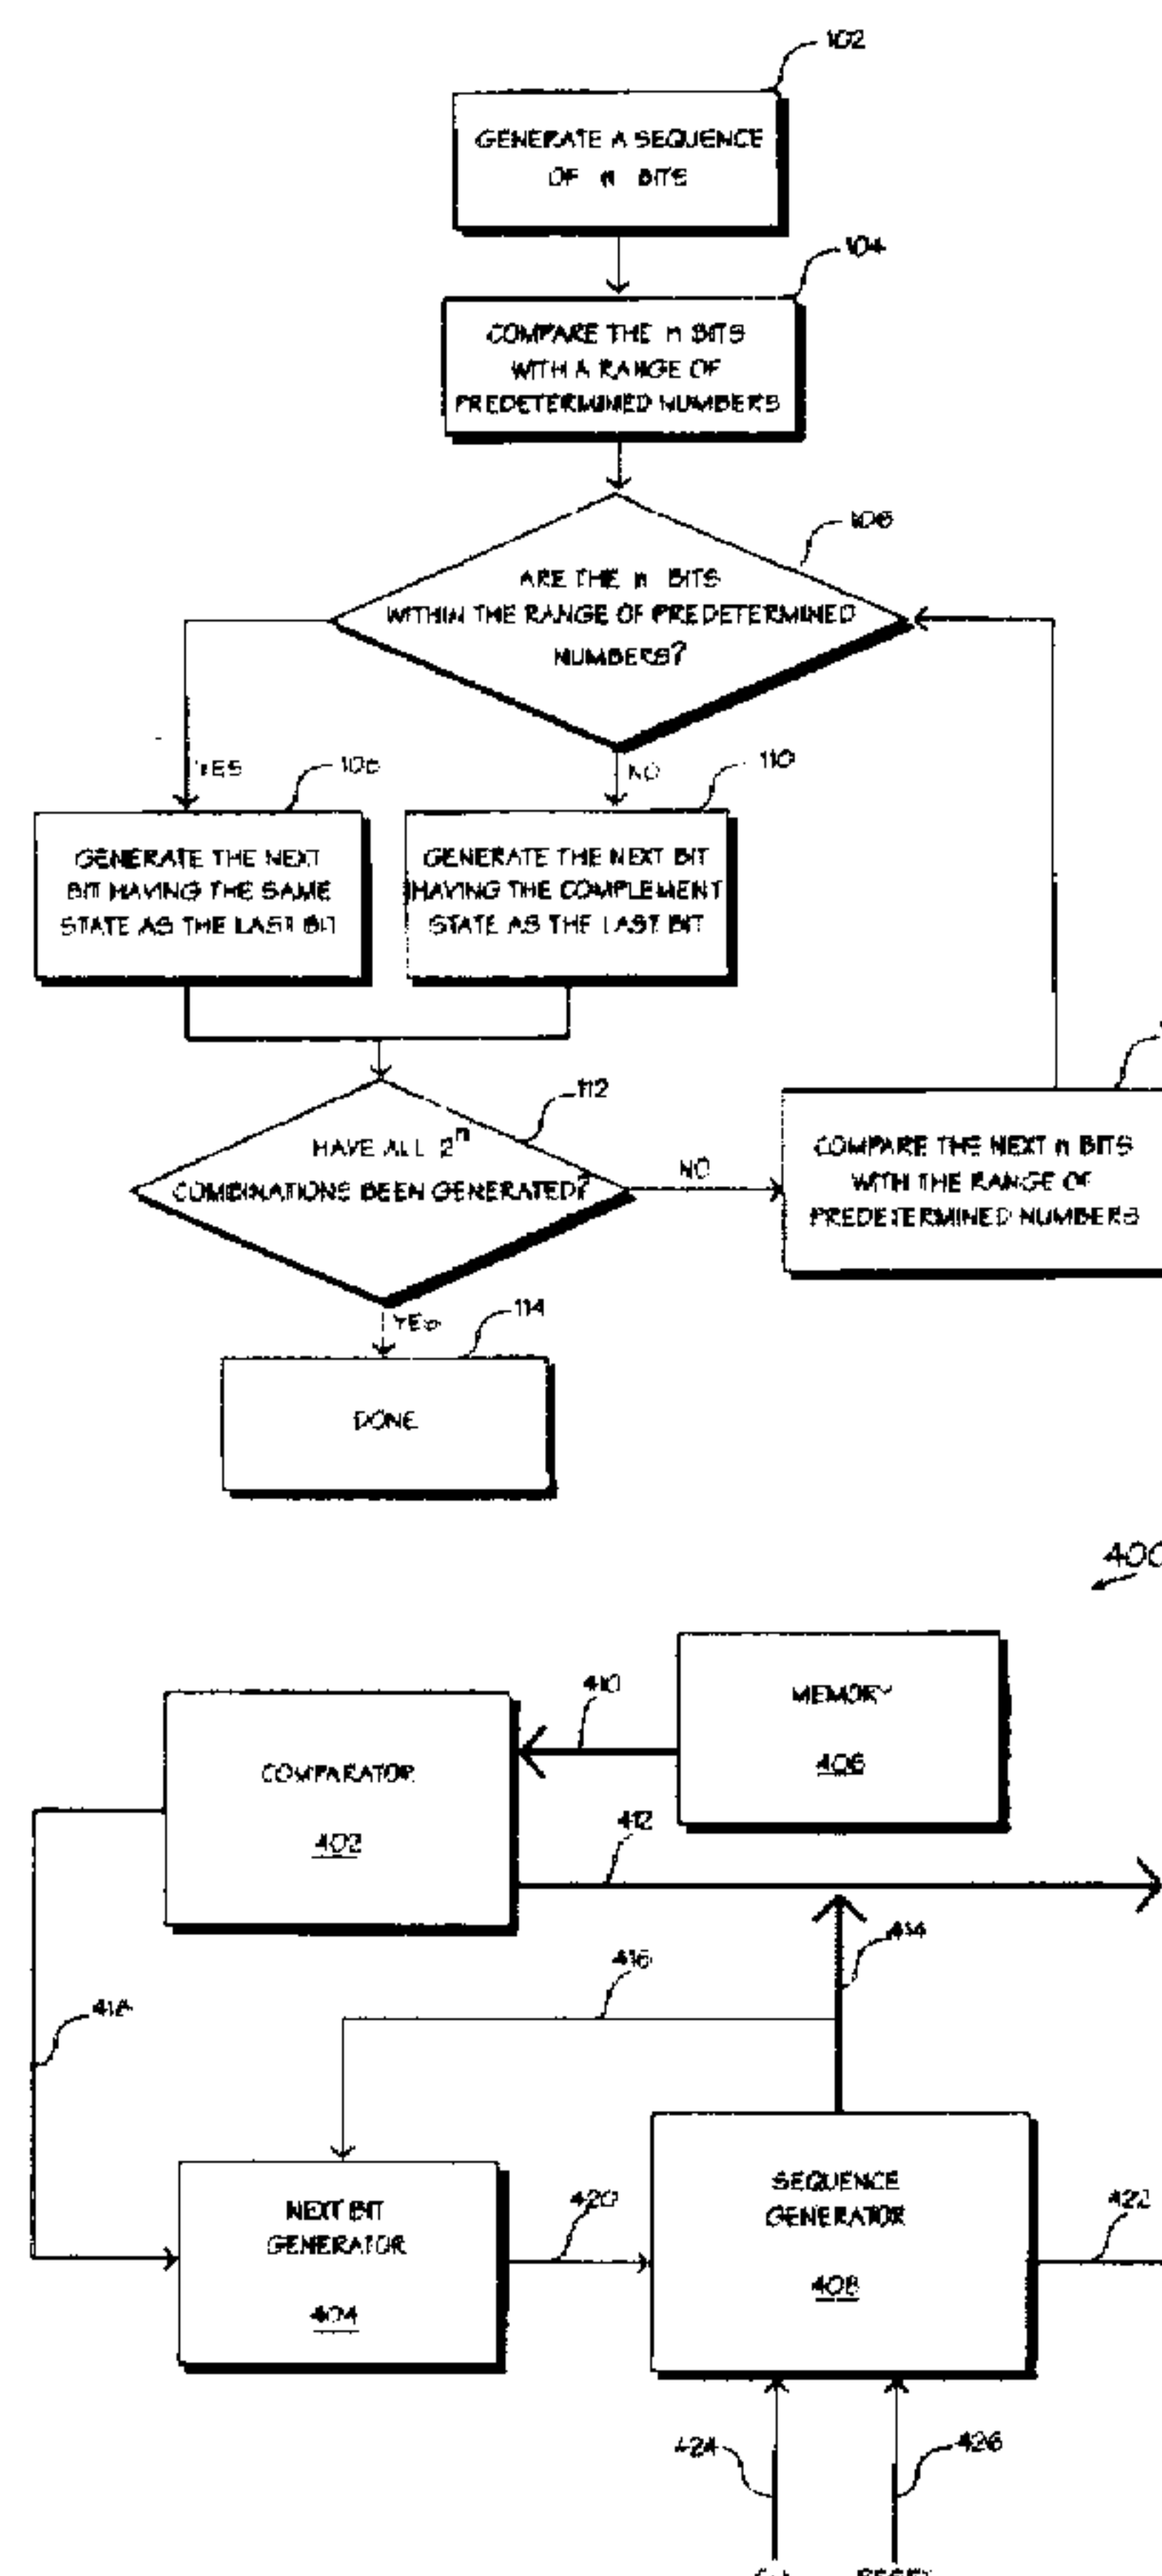 102
GENERATE A SEQUENCE
OF n BITS
104
COMPARE THE n BITS
WITH A RANGE OF
PREDETERMINED NUMBERS
106
ARE THE n BITS
WITHIN THE RANGE OF PREDETERMINED
NUMBERS?
YES
NO
110
GENERATE THE NEXT
BIT HAVING THE SAME
STATE AS THE LAST BIT
GENERATE THE NEXT BIT
HAVING THE COMPLEMENT
STATE AS THE LAST BIT
112
HAVE ALL 2^n
COMBINATIONS BEEN GENERATED?
NO
COMPARE THE NEXT n BITS
WITH THE RANGE OF
PREDETERMINED NUMBERS
YES
114
DONE
400
410
MEMORY
406
COMPARATOR
402
412
414
416
418
NEXT BIT
GENERATOR
404
420
SEQUENCE
GENERATOR
408
422
424
426
RESET